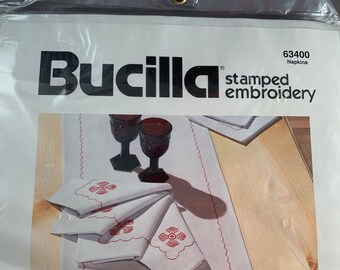 63400
Napkins
Bucilla® stamped
embroidery